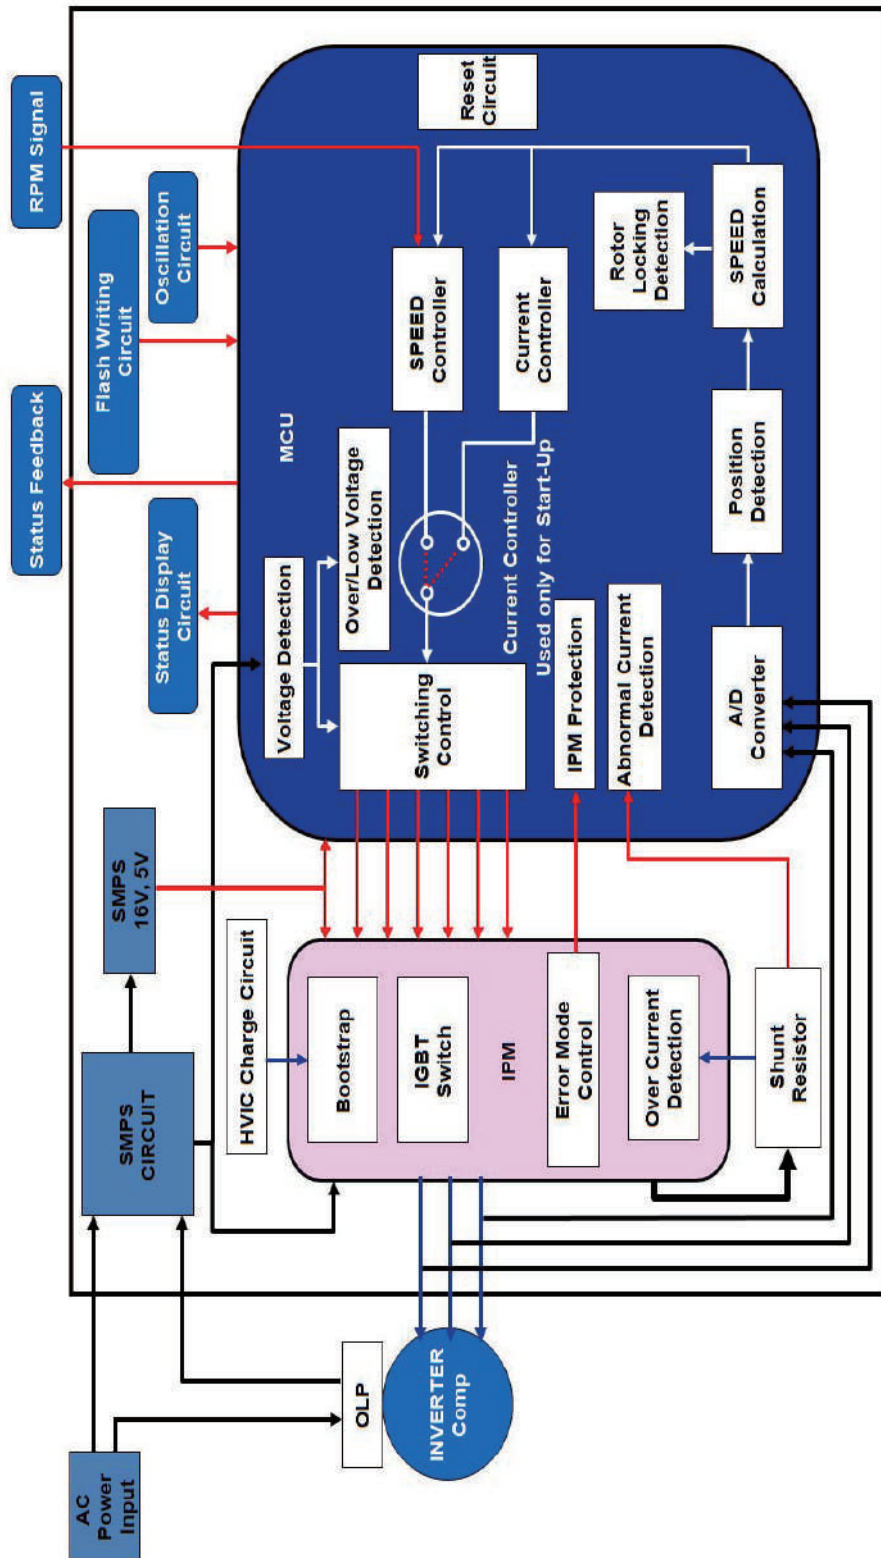 AC
Power
Input
SMPS
CIRCUIT
SMPS
16V, 5V
Status Display
Circuit
Status Feedback
Flash Writing
Circuit
Oscillation
Circuit
RPM Signal
OLP
INVERTER
Comp
HVIC Charge Circuit
Bootstrap
IGBT
Switch
IPM
Error Mode
Control
Over Current
Detection
Shunt
Resistor
MCU
Voltage Detection
Over/Low Voltage
Detection
Switching
Control
SPEED
Controller
Current
Controller
Reset
Circuit
Current Controller
Used only for Start-Up
IPM Protection
Abnormal Current
Detection
Rotor
Locking
Detection
A/D
Converter
Position
Detection
SPEED
Calculation